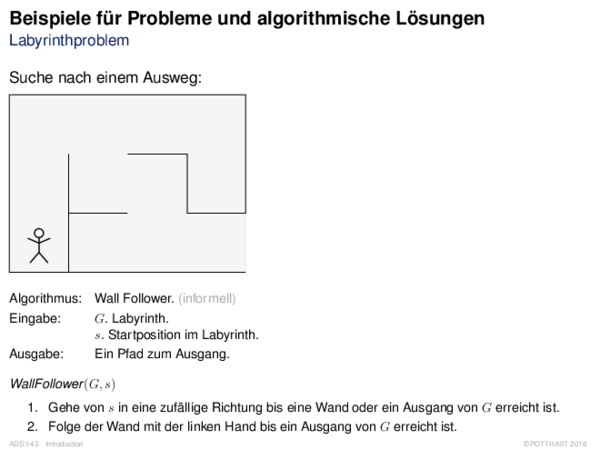 Beispiele für Probleme und algorithmische Lösungen
Labyrinthproblem
Suche nach einem Ausweg:
Algorithmus: Wall Follower. (informell)
Eingabe: G. Labyrinth.
s. Startposition im Labyrinth.
Ausgabe: Ein Pfad zum Ausgang.
WallFollower(G, s)
1. Gehe von s in eine zufällige Richtung bis eine Wand oder ein Ausgang von G erreicht ist.
2. Folge der Wand mit der linken Hand bis ein Ausgang von G erreicht ist.
ADS:I-43 Introduction ©POTTHAST 2018